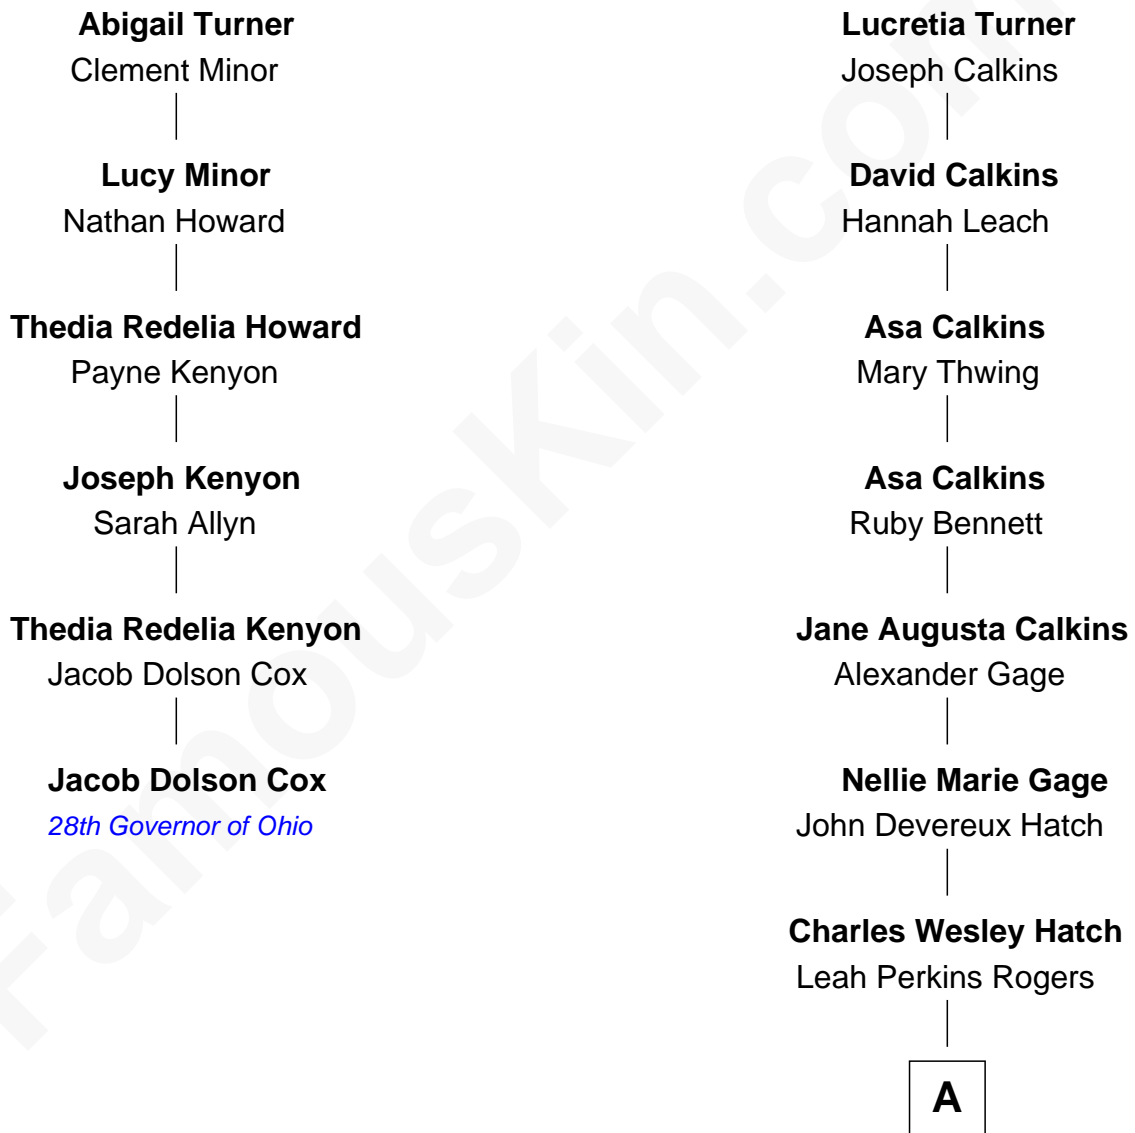 Abigail Turner
Clement Minor
Lucy Minor
Nathan Howard
Thedia Redelia Howard
Payne Kenyon
Joseph Kenyon
Sarah Allyn
Thedia Redelia Kenyon
Jacob Dolson Cox
Jacob Dolson Cox
28th Governor of Ohio
Lucretia Turner
Joseph Calkins
David Calkins
Hannah Leach
Asa Calkins
Mary Thwing
Asa Calkins
Ruby Bennett
Jane Augusta Calkins
Alexander Gage
Nellie Marie Gage
John Devereux Hatch
Charles Wesley Hatch
Leah Perkins Rogers
A
FamousKin.com